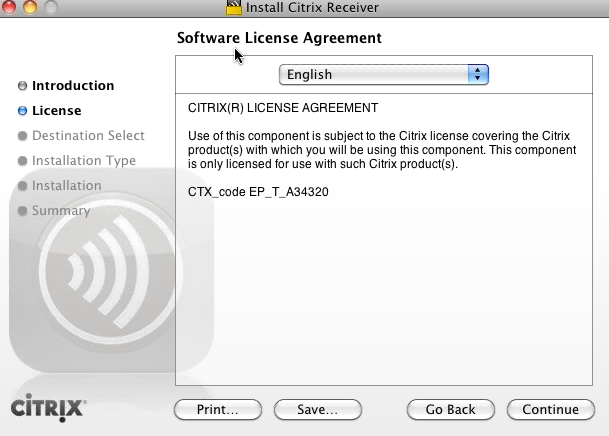 Install Citrix Receiver
Software License Agreement
Introduction
License
Destination Select
Installation Type
Installation
Summary
English
CITRIX(R) LICENSE AGREEMENT
Use of this component is subject to the Citrix license covering the Citrix
product(s) with which you will be using this component. This component
is only licensed for use with such Citrix product(s).
CTX_code EP_T_A34320
CITRIX
Print...
Save...
Go Back
Continue